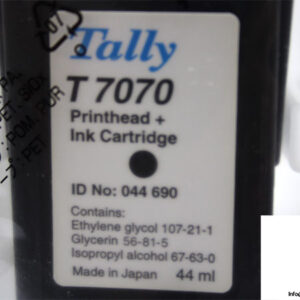 Tally
T 7070
Printhead +
Ink Cartridge
ID No: 044 690
Contains:
Ethylene glycol 107-21-1
Glycerin 56-81-5
Isopropyl alcohol 67-63-0
Made in Japan 44 ml